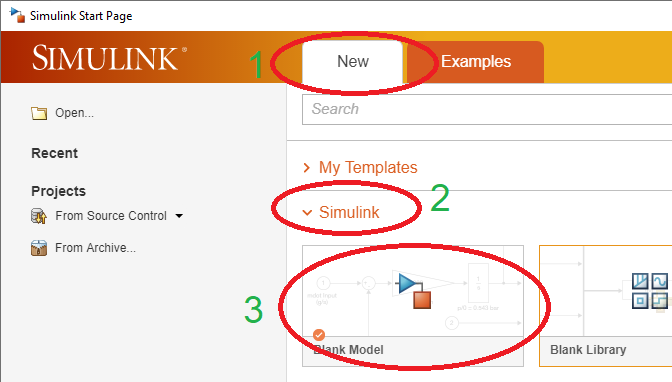 Simulink Start Page
SIMULINK®
1
New
Examples
Open...
Search
Recent
My Templates
Projects
From Source Control
Simulink
2
From Archive...
3
Blank Model
Blank Library